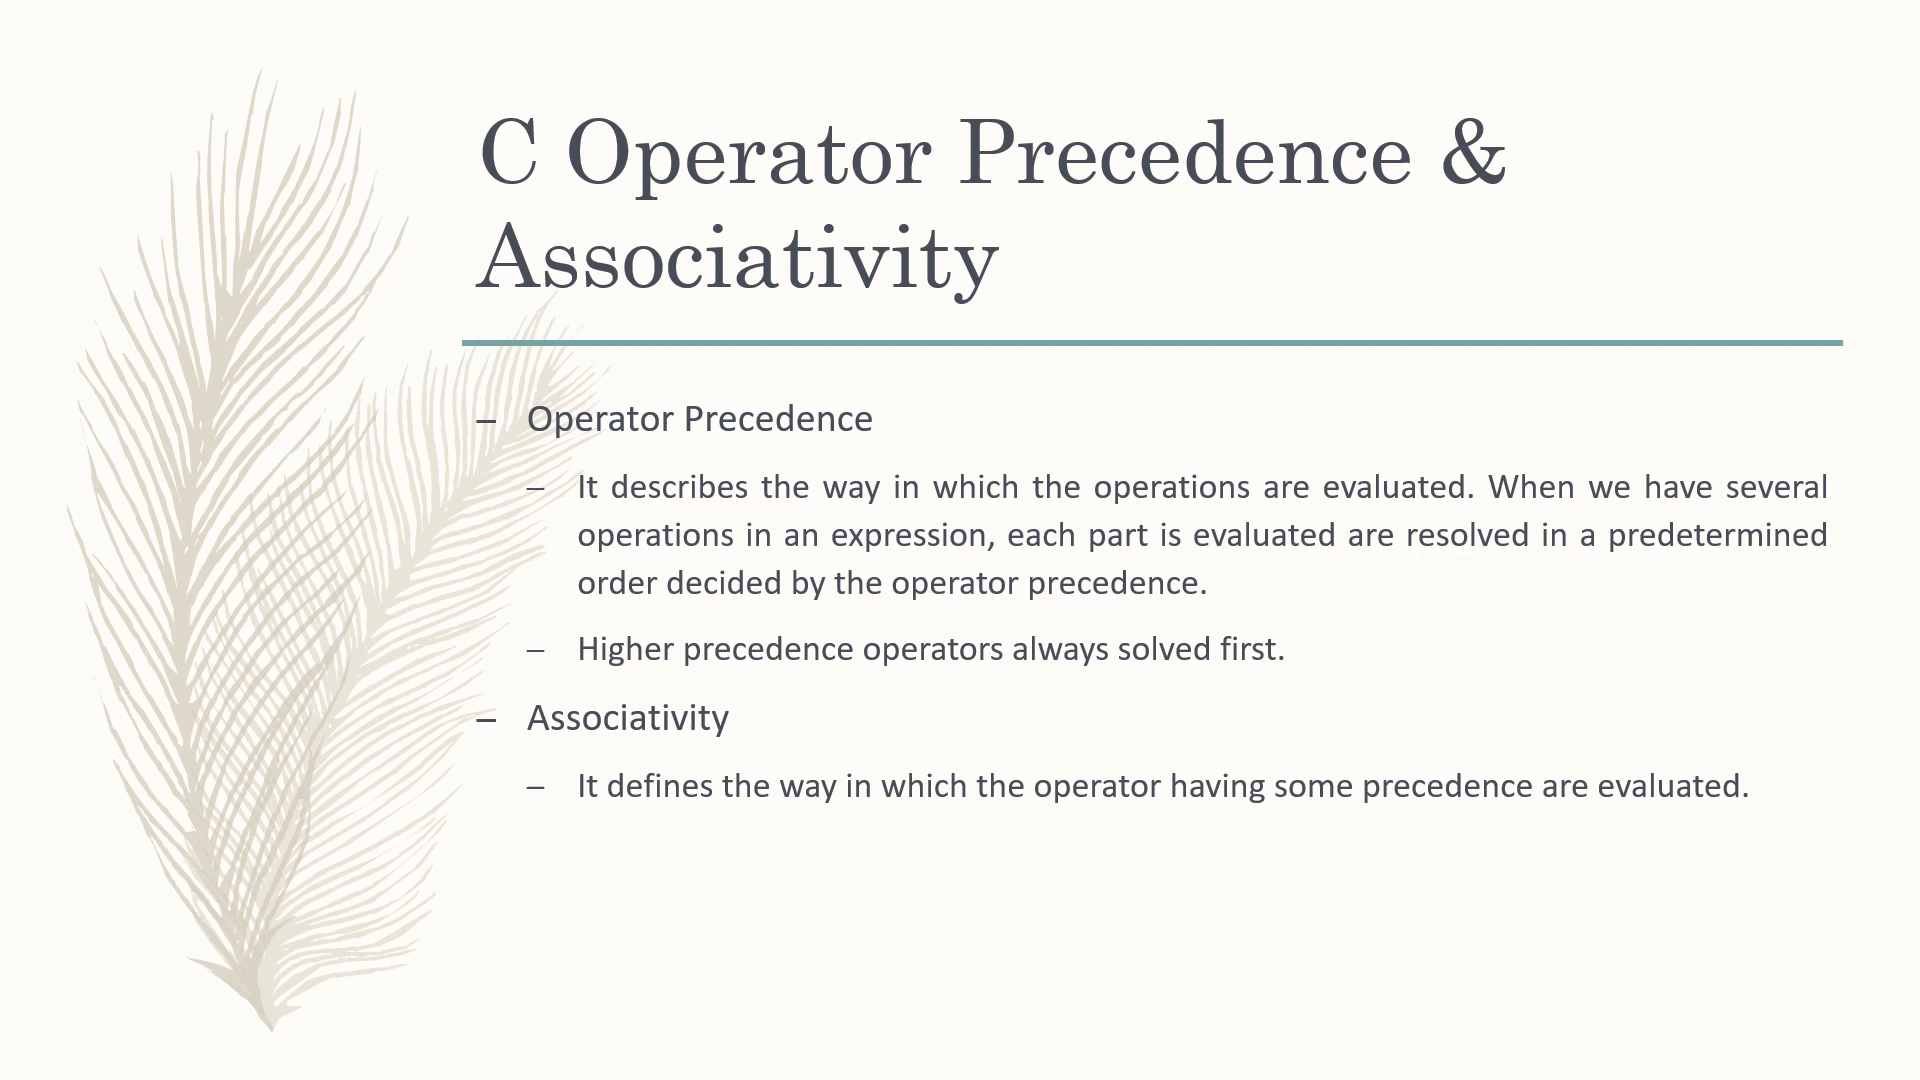 C Operator Precedence &
Associativity
– Operator Precedence
– It describes the way in which the operations are evaluated. When we have several
operations in an expression, each part is evaluated are resolved in a predetermined
order decided by the operator precedence.
– Higher precedence operators always solved first.
– Associativity
– It defines the way in which the operator having some precedence are evaluated.